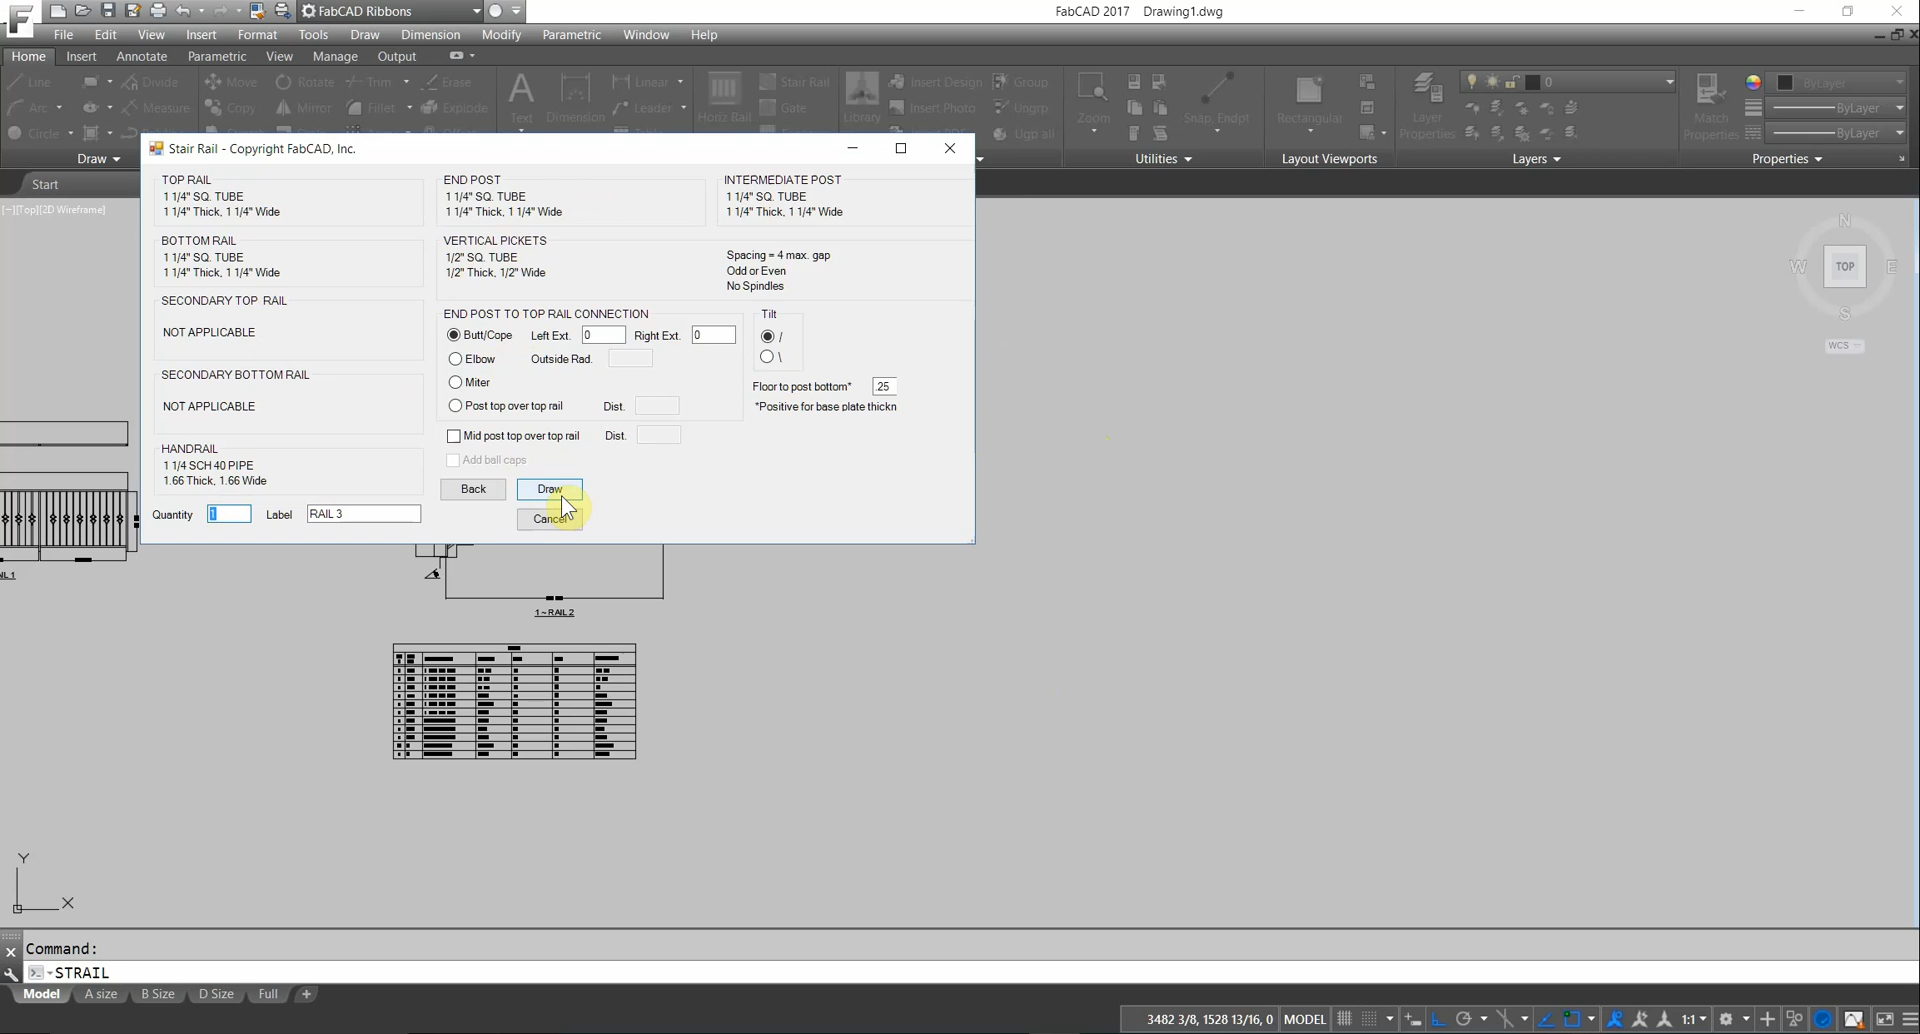 FabCAD Ribbons
FabCAD 2017 Drawing1.dwg
File Edit View Insert Format Tools Draw Dimension Modify Parametric Window Help
Home Insert Annotate Parametric View Manage Output
Line Divide Move Rotate Trim Erase Linear Stair Rail Insert Design Group 0 ByLayer
Arc Measure Copy Mirror Fillet Explode Leader Gate Insert Photo Ungrp ByLayer
Circle Text Dimension Horiz Rail Library Ugrp all Zoom Snap, Endpt Rectangular Layer Properties Match Properties ByLayer
Draw Utilities Layout Viewports Layers Properties
Start
[−][Top][2D Wireframe]
Stair Rail - Copyright FabCAD, Inc.
TOP RAIL
1 1/4" SQ. TUBE
1 1/4" Thick, 1 1/4" Wide
END POST
1 1/4" SQ. TUBE
1 1/4" Thick, 1 1/4" Wide
INTERMEDIATE POST
1 1/4" SQ. TUBE
1 1/4" Thick, 1 1/4" Wide
BOTTOM RAIL
1 1/4" SQ. TUBE
1 1/4" Thick, 1 1/4" Wide
VERTICAL PICKETS
1/2" SQ. TUBE
1/2" Thick, 1/2" Wide
Spacing = 4 max. gap
Odd or Even
No Spindles
SECONDARY TOP RAIL
NOT APPLICABLE
SECONDARY BOTTOM RAIL
NOT APPLICABLE
HANDRAIL
1 1/4 SCH 40 PIPE
1.66 Thick, 1.66 Wide
END POST TO TOP RAIL CONNECTION
Butt/Cope Left Ext. 0 Right Ext. 0
Elbow Outside Rad.
Miter
Post top over top rail Dist.
Mid post top over top rail Dist.
Add ball caps
Tilt
/
\
Floor to post bottom* .25
*Positive for base plate thickn
Back Draw
Cancel
Quantity 1 Label RAIL 3
N
W TOP E
S
WCS
1 ~ RAIL 2
Y
X
Command:
STRAIL
Model A size B Size D Size Full +
3482 3/8, 1528 13/16, 0 MODEL 1:1